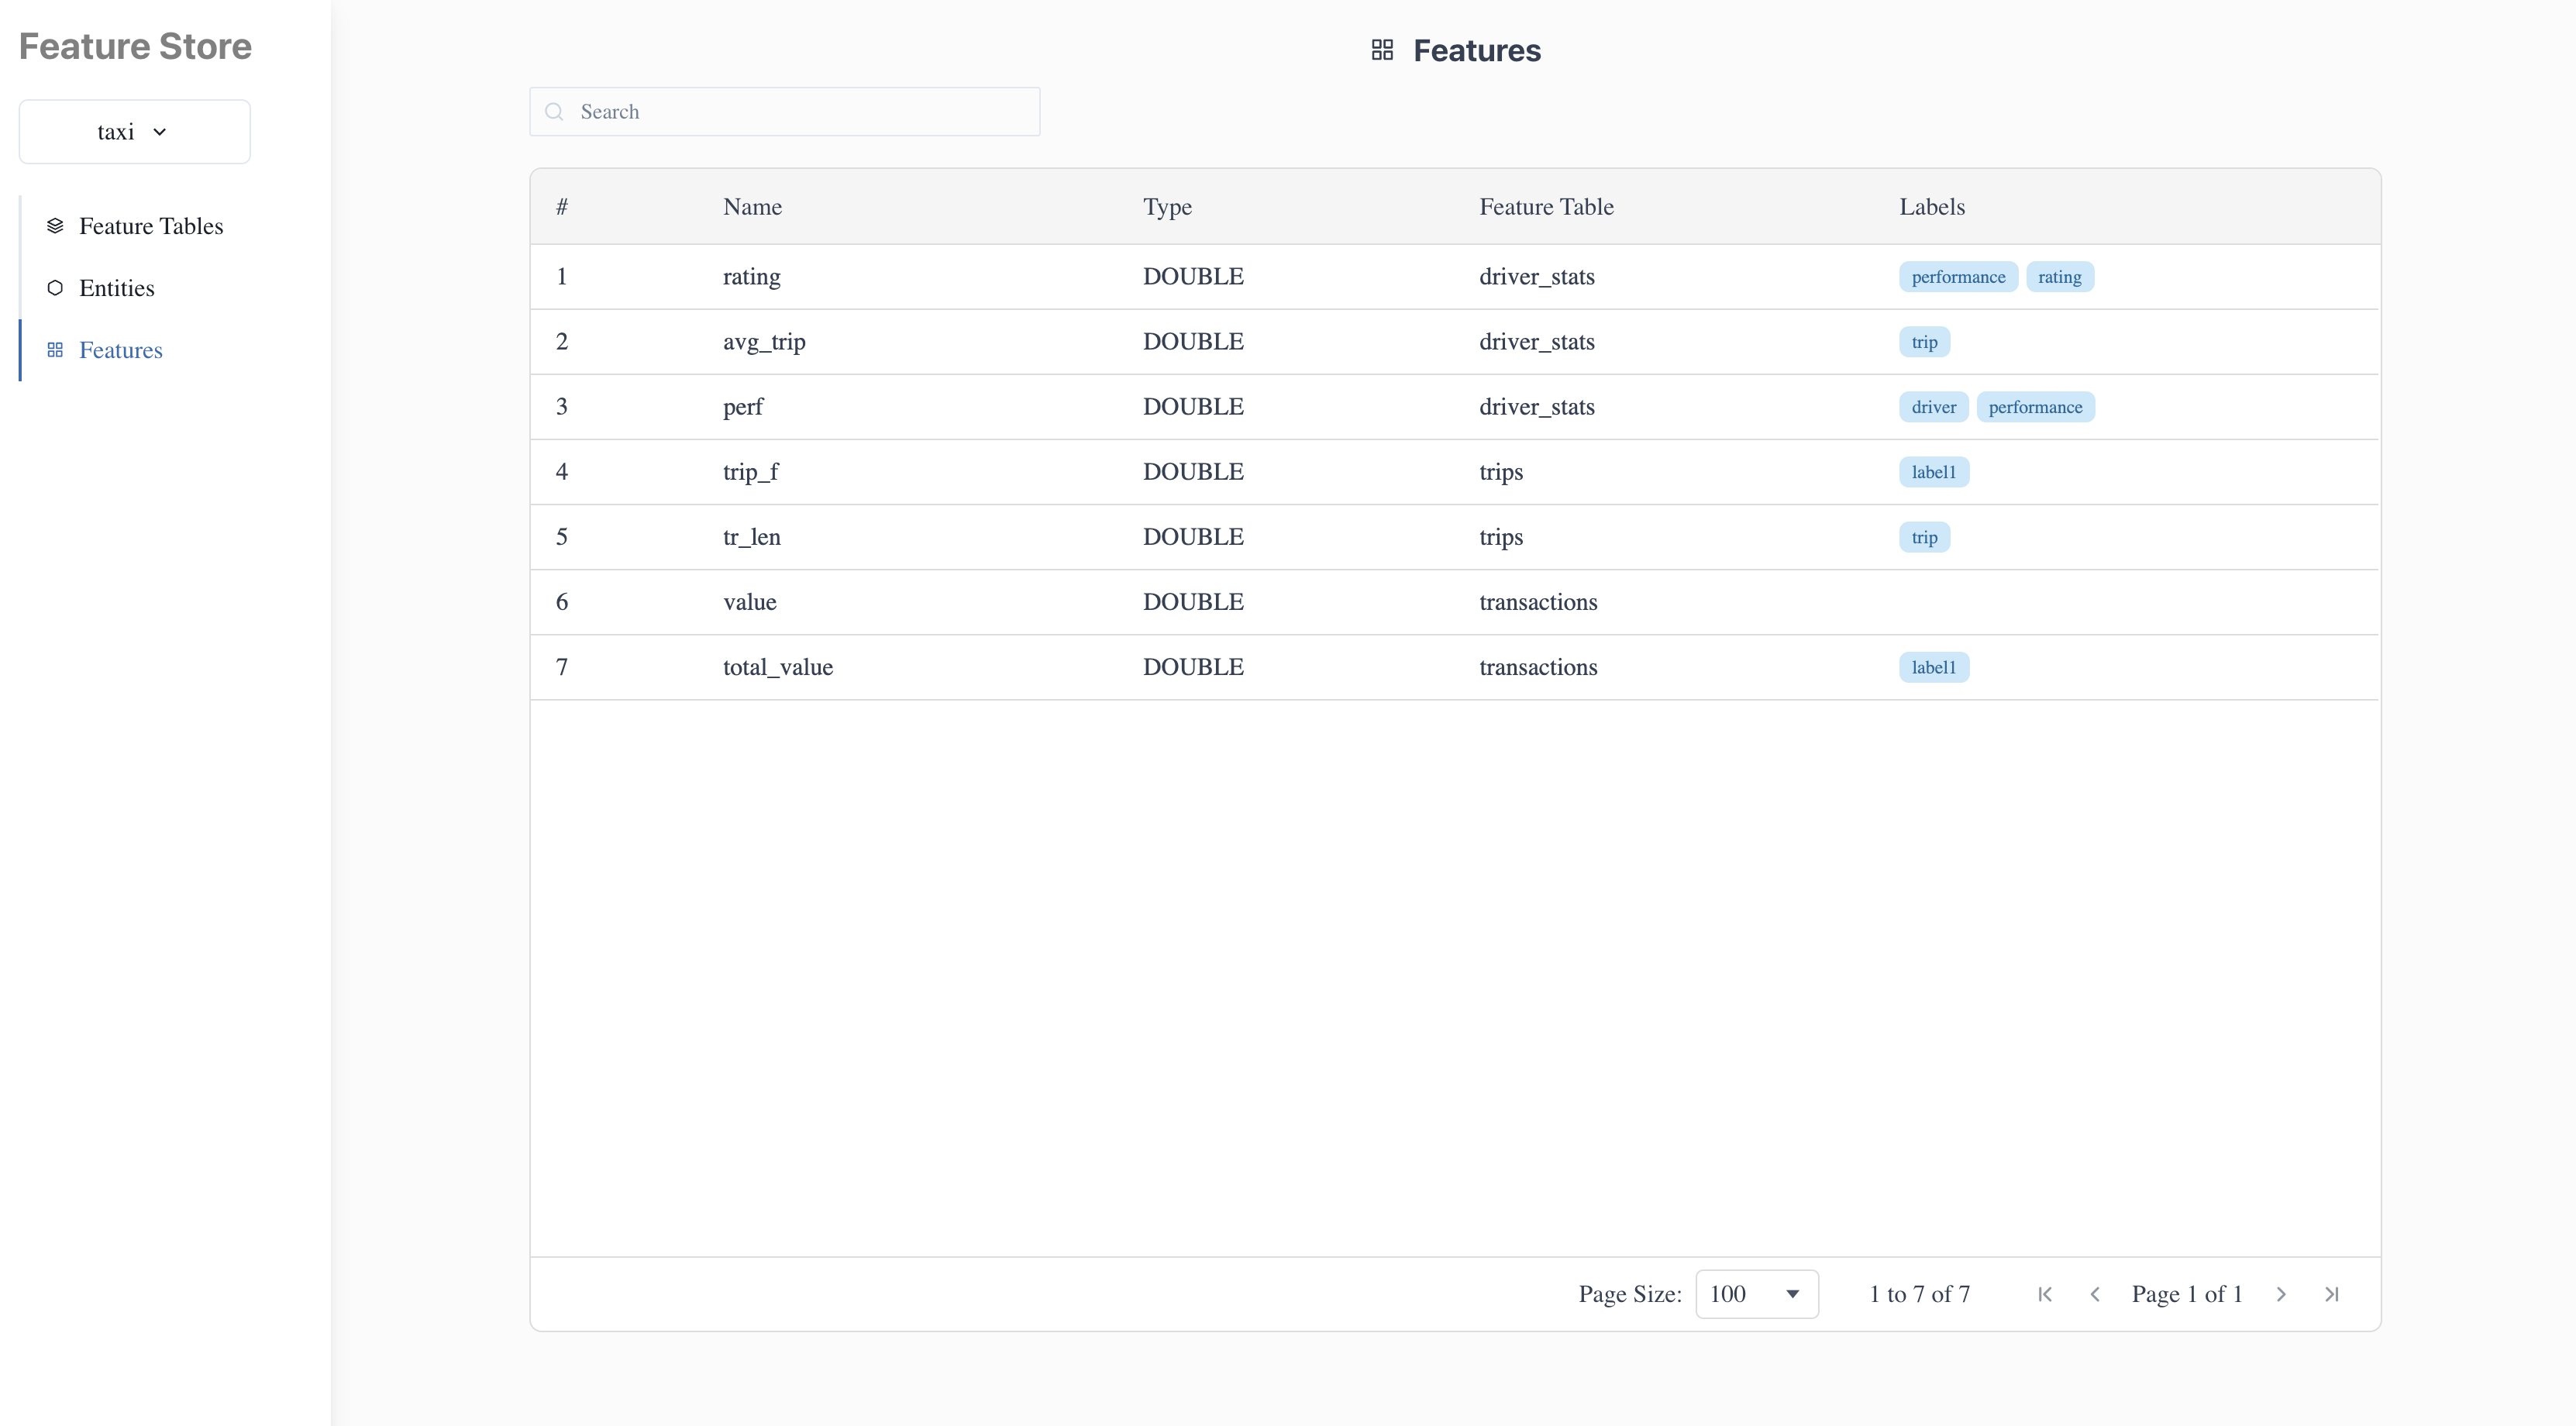 Feature Store
taxi
Feature Tables
Entities
Features
Features
Search
# Name Type Feature Table Labels
1 rating DOUBLE driver_stats performance rating
2 avg_trip DOUBLE driver_stats trip
3 perf DOUBLE driver_stats driver performance
4 trip_f DOUBLE trips label1
5 tr_len DOUBLE trips trip
6 value DOUBLE transactions
7 total_value DOUBLE transactions label1
Page Size: 100 1 to 7 of 7 Page 1 of 1